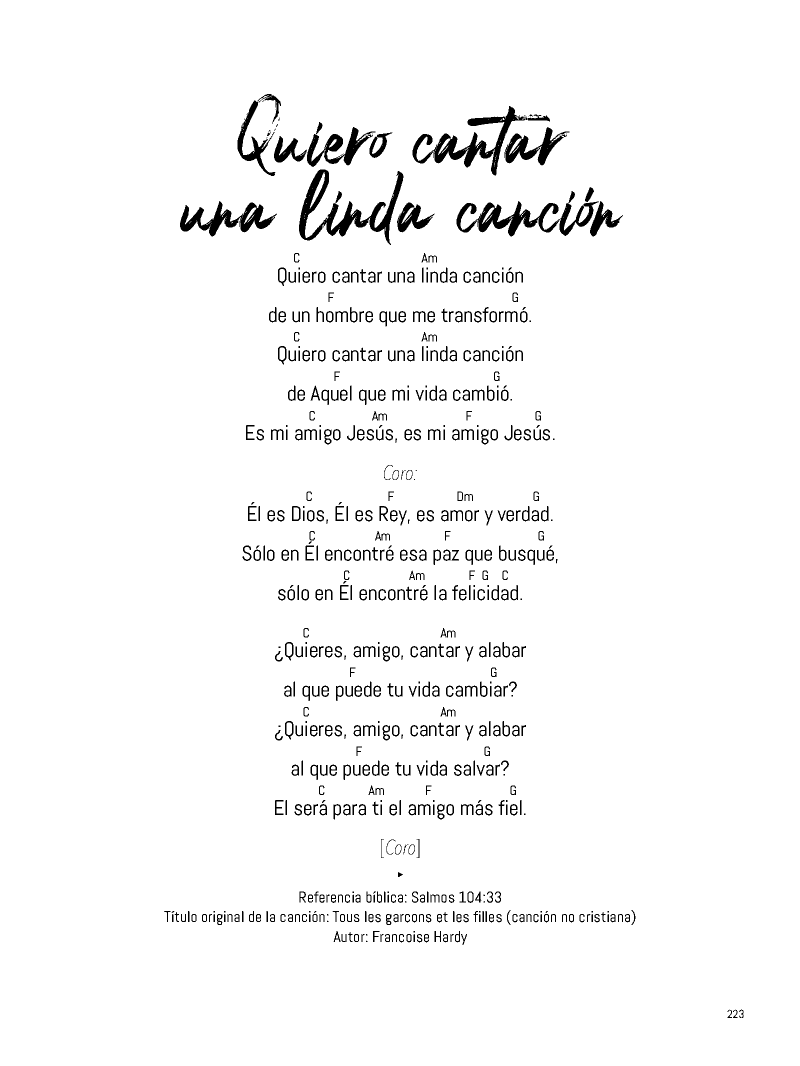 Quiero cantar
una linda canción
C Am
Quiero cantar una linda canción
F G
de un hombre que me transformó.
C Am
Quiero cantar una linda canción
F G
de Aquel que mi vida cambió.
C Am F G
Es mi amigo Jesús, es mi amigo Jesús.
Coro:
C F Dm G
Él es Dios, Él es Rey, es amor y verdad.
C Am F G
Sólo en Él encontré esa paz que busqué,
C Am F G C
sólo en Él encontré la felicidad.
C Am
¿Quieres, amigo, cantar y alabar
F G
al que puede tu vida cambiar?
C Am
¿Quieres, amigo, cantar y alabar
F G
al que puede tu vida salvar?
C Am F G
El será para ti el amigo más fiel.
[Coro]
Referencia bíblica: Salmos 104:33
Título original de la canción: Tous les garcons et les filles (canción no cristiana)
Autor: Francoise Hardy
223